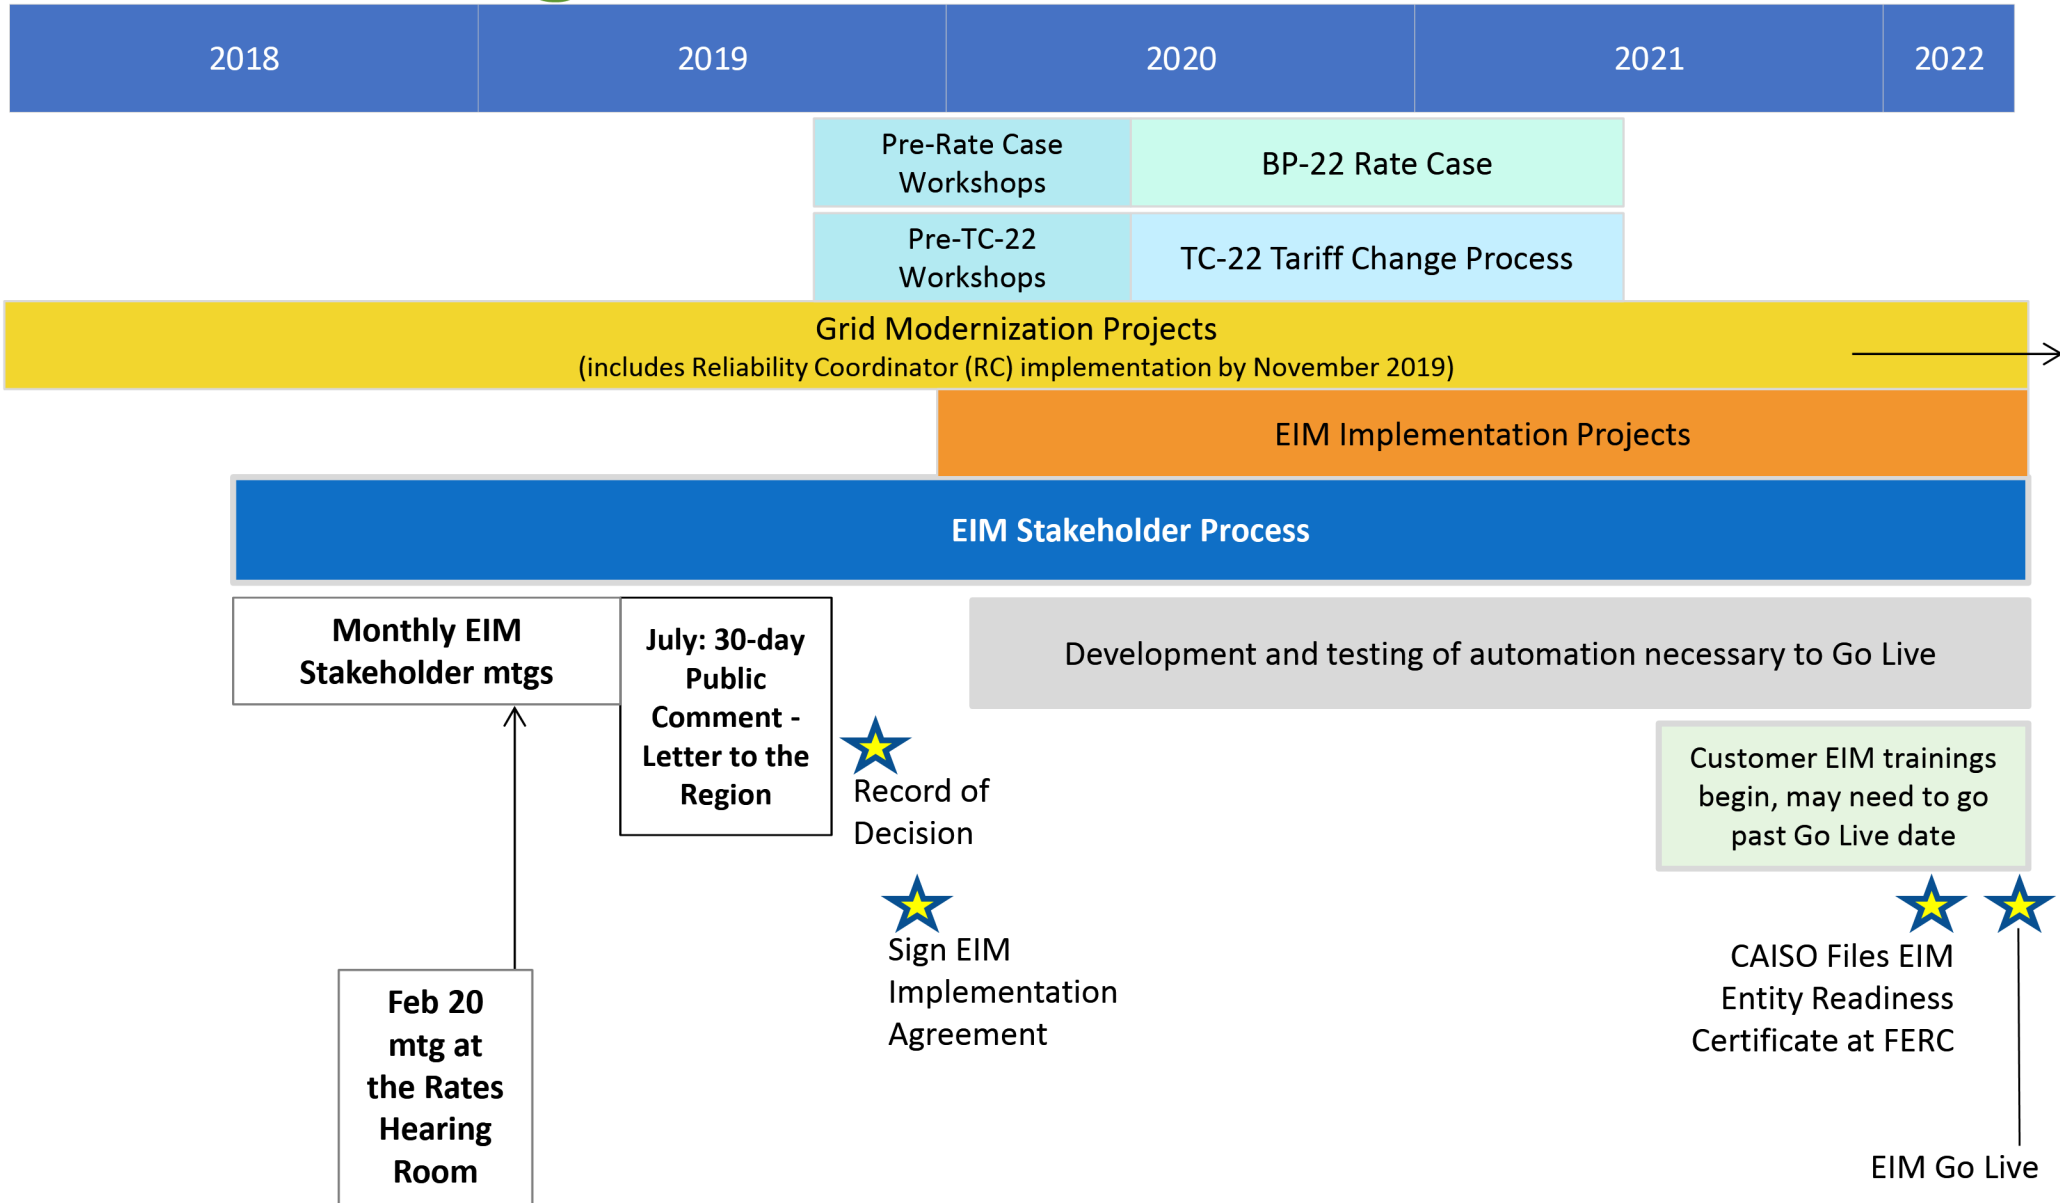 2018 2019 2020 2021 2022
Pre-Rate Case
Workshops
BP-22 Rate Case
Pre-TC-22
Workshops
TC-22 Tariff Change Process
Grid Modernization Projects
(includes Reliability Coordinator (RC) implementation by November 2019)
EIM Implementation Projects
EIM Stakeholder Process
Monthly EIM
Stakeholder mtgs
July: 30-day
Public
Comment -
Letter to the
Region
Development and testing of automation necessary to Go Live
Record of
Decision
Customer EIM trainings
begin, may need to go
past Go Live date
Sign EIM
Implementation
Agreement
CAISO Files EIM
Entity Readiness
Certificate at FERC
Feb 20
mtg at
the Rates
Hearing
Room
EIM Go Live